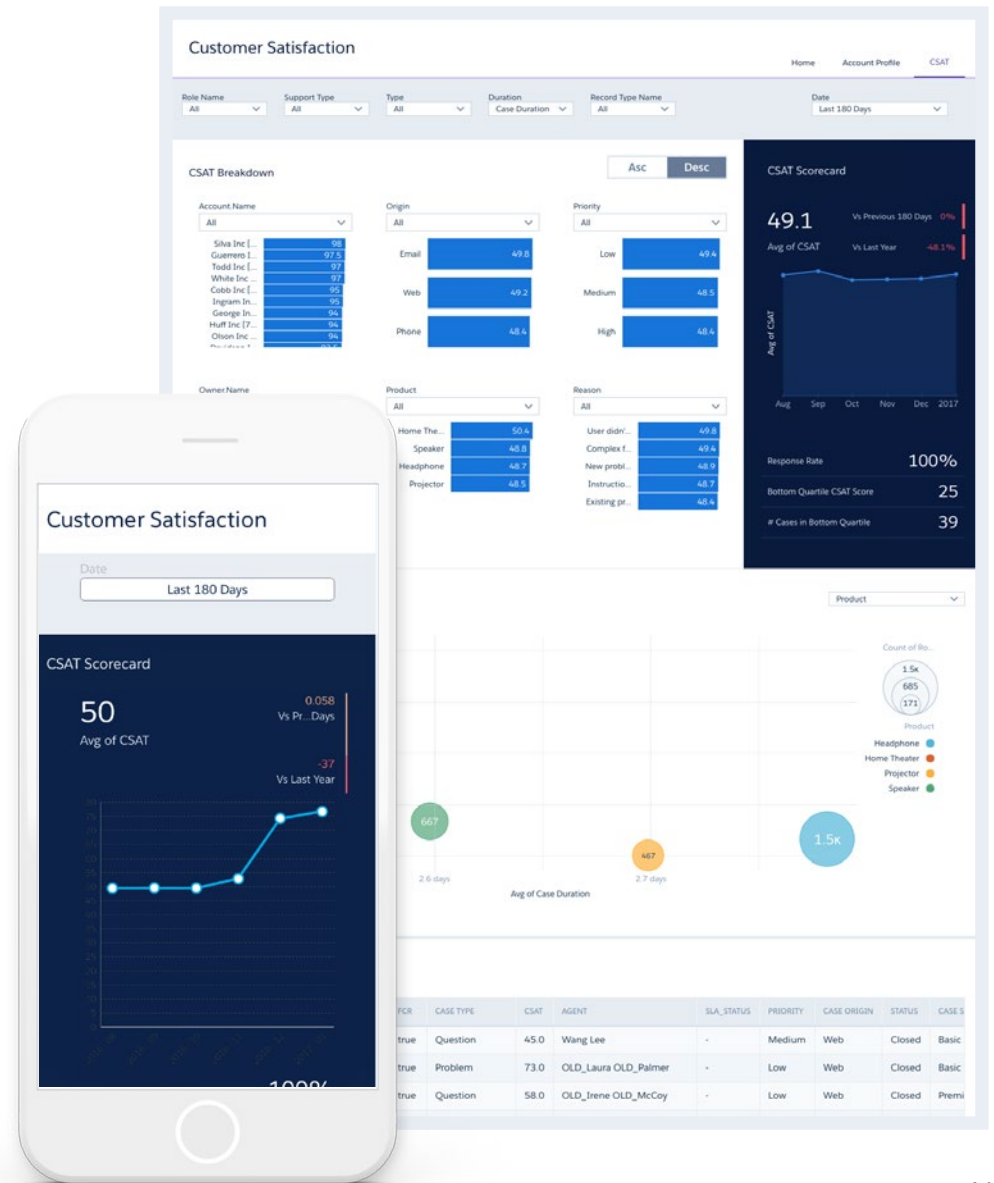 Customer Satisfaction
Home Account Profile CSAT
Role Name Support Type Type Duration Record Type Name Date
All All All Case Duration All Last 180 Days
CSAT Breakdown
Asc Desc
Account.Name
All
Silva Inc [... 98
Guerrero I... 97.5
Todd Inc [... 97
White Inc ... 97
Cobb Inc [... 95
Ingram In... 95
George In... 94
Huff Inc [7... 94
Olson Inc ... 94
Origin
All
Email 49.8
Web 49.2
Phone 48.4
Priority
All
Low 49.4
Medium 48.5
High 48.4
Owner.Name
Product
All
Home The... 50.4
Speaker 48.8
Headphone 48.7
Projector 48.5
Reason
All
User didn'... 49.8
Complex f... 49.4
New probl... 48.9
Instructio... 48.7
Existing pr... 48.4
CSAT Scorecard
49.1
Avg of CSAT
Vs Previous 180 Days 0%
Vs Last Year -48.1%
Avg of CSAT
Aug Sep Oct Nov Dec 2017
Response Rate 100%
Bottom Quartile CSAT Score 25
# Cases in Bottom Quartile 39
Product
Count of Ro...
1.5K
685
171
Product
Headphone
Home Theater
Projector
Speaker
667
467
1.5K
2.6 days 2.7 days
Avg of Case Duration
FCR CASE TYPE CSAT AGENT SLA_STATUS PRIORITY CASE ORIGIN STATUS CASE S
true Question 45.0 Wang Lee - Medium Web Closed Basic
true Problem 73.0 OLD_Laura OLD_Palmer - Low Web Closed Basic
true Question 58.0 OLD_Irene OLD_McCoy - Low Web Closed Premi
Customer Satisfaction
Date
Last 180 Days
CSAT Scorecard
50
Avg of CSAT
0.058
Vs Pr...Days
-37
Vs Last Year
100%